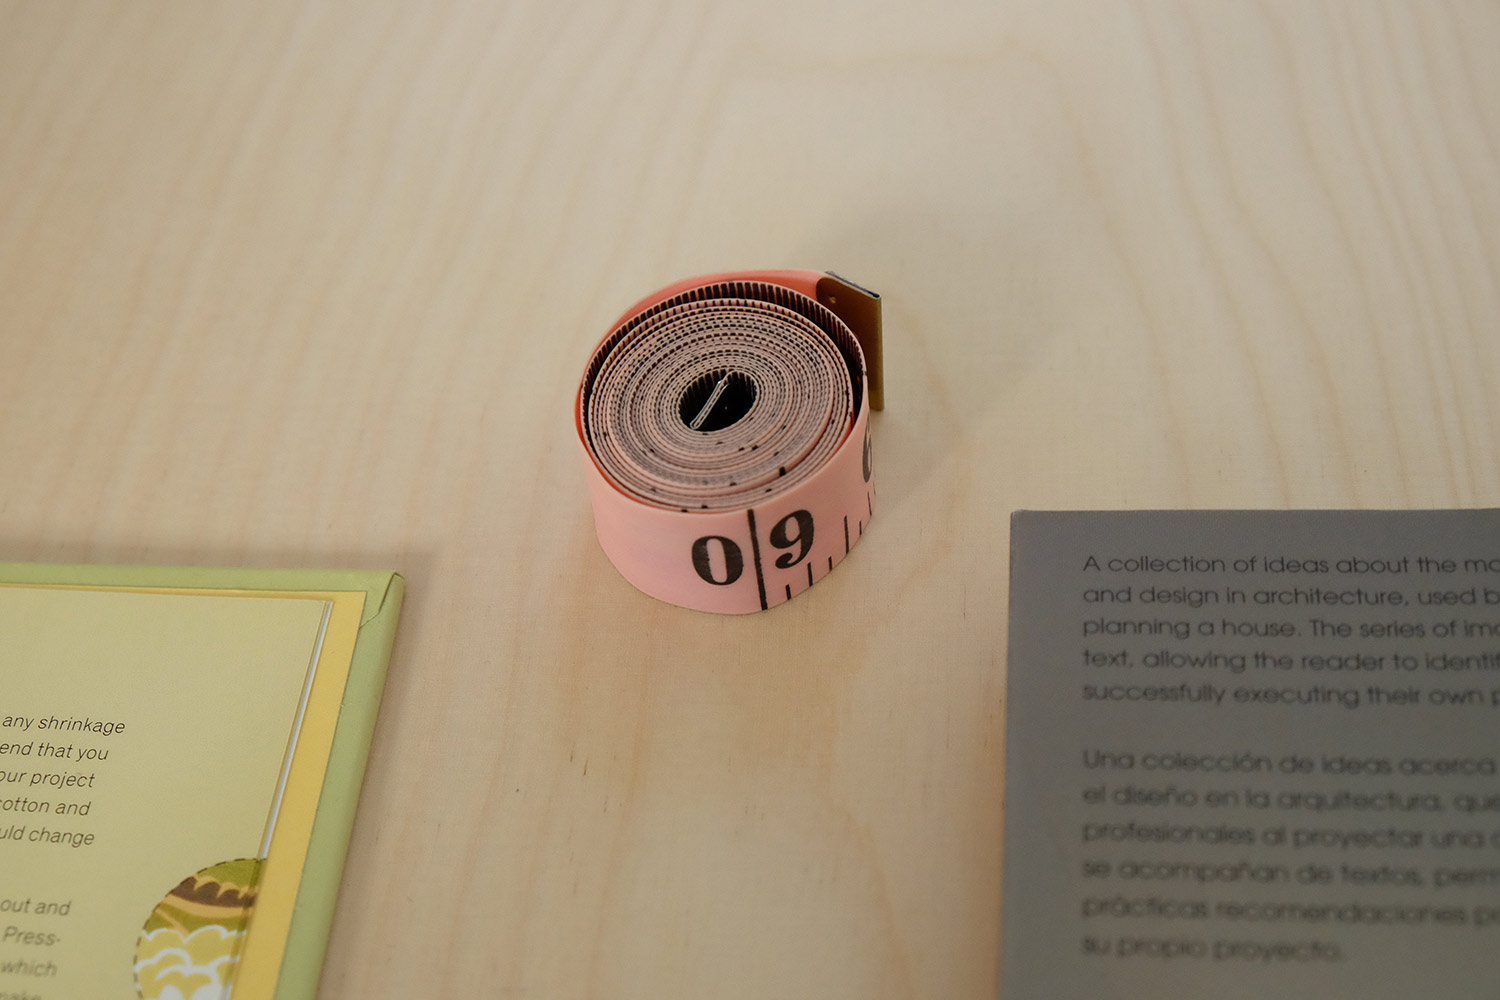 60
any shrinkage
end that you
our project
cotton and
uld change
out and
Press-
which
A collection of ideas about the mo
and design in architecture, used b
planning a house. The series of ima
text, allowing the reader to identif
successfully executing their own p
Una colección de ideas acerca
el diseño en la arquitectura, que
profesionales al proyectar una
se acompañan de textos, perm
prácticas recomendaciones p
su propio proyecto.